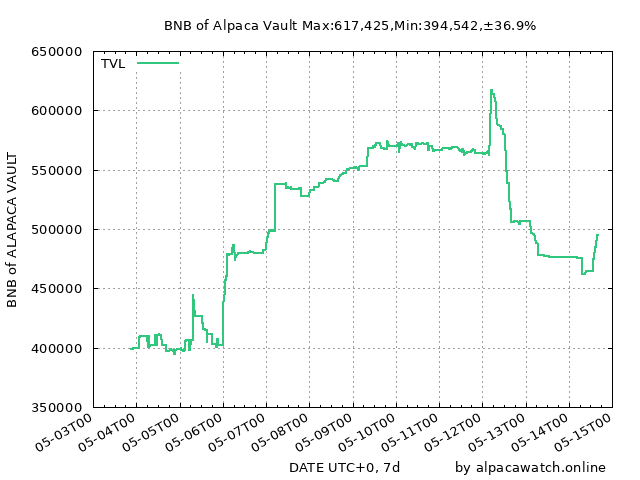 BNB of Alpaca Vault Max:617,425,Min:394,542,±36.9%
TVL
BNB of ALAPACA VAULT
650000
600000
550000
500000
450000
400000
350000
05-03T00
05-04T00
05-05T00
05-06T00
05-07T00
05-08T00
05-09T00
05-10T00
05-11T00
05-12T00
05-13T00
05-14T00
05-15T00
DATE UTC+0, 7d
by alpacawatch.online